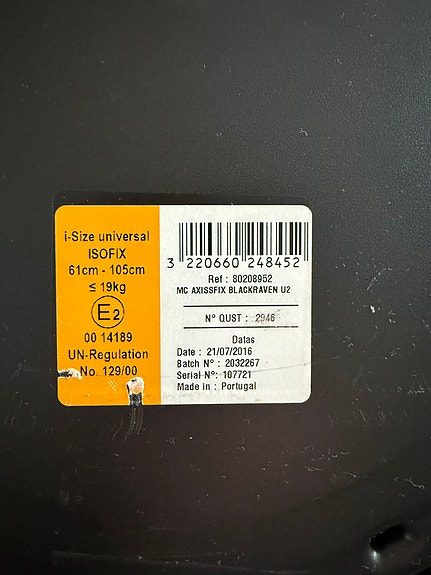 i-Size universal
ISOFIX
61cm - 105cm
≤ 19kg
E2
00 14189
UN-Regulation
No. 129/00
3 220660 248452
Ref : 80208952
MC AXISSFIX BLACKRAVEN U2
N° QUST : 2946
Datas
Date : 21/07/2016
Batch N° : 2032267
Serial N°: 107721
Made in : Portugal